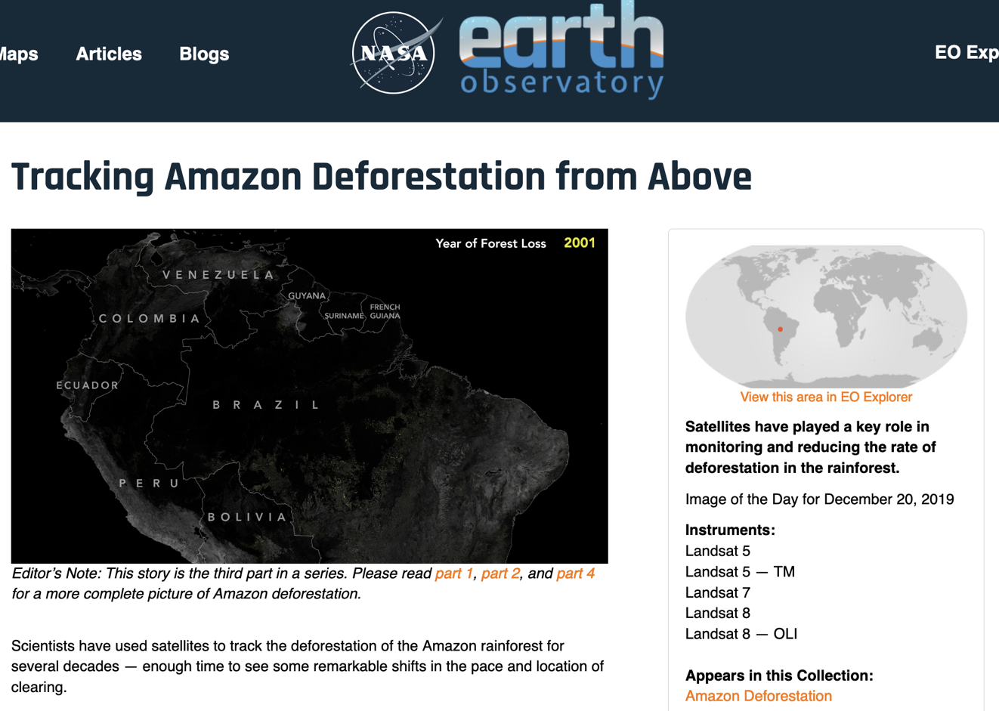 Maps
Articles
Blogs
NASA
earth
observatory
EO Exp
Tracking Amazon Deforestation from Above
Year of Forest Loss 2001
VENEZUELA
GUYANA
SURINAME
FRENCH
GUIANA
COLOMBIA
ECUADOR
BRAZIL
PERU
BOLIVIA
Editor's Note: This story is the third part in a series. Please read part 1, part 2, and part 4
for a more complete picture of Amazon deforestation.
Scientists have used satellites to track the deforestation of the Amazon rainforest for
several decades — enough time to see some remarkable shifts in the pace and location of
clearing.
View this area in EO Explorer
Satellites have played a key role in
monitoring and reducing the rate of
deforestation in the rainforest.
Image of the Day for December 20, 2019
Instruments:
Landsat 5
Landsat 5 — TM
Landsat 7
Landsat 8
Landsat 8 — OLI
Appears in this Collection:
Amazon Deforestation